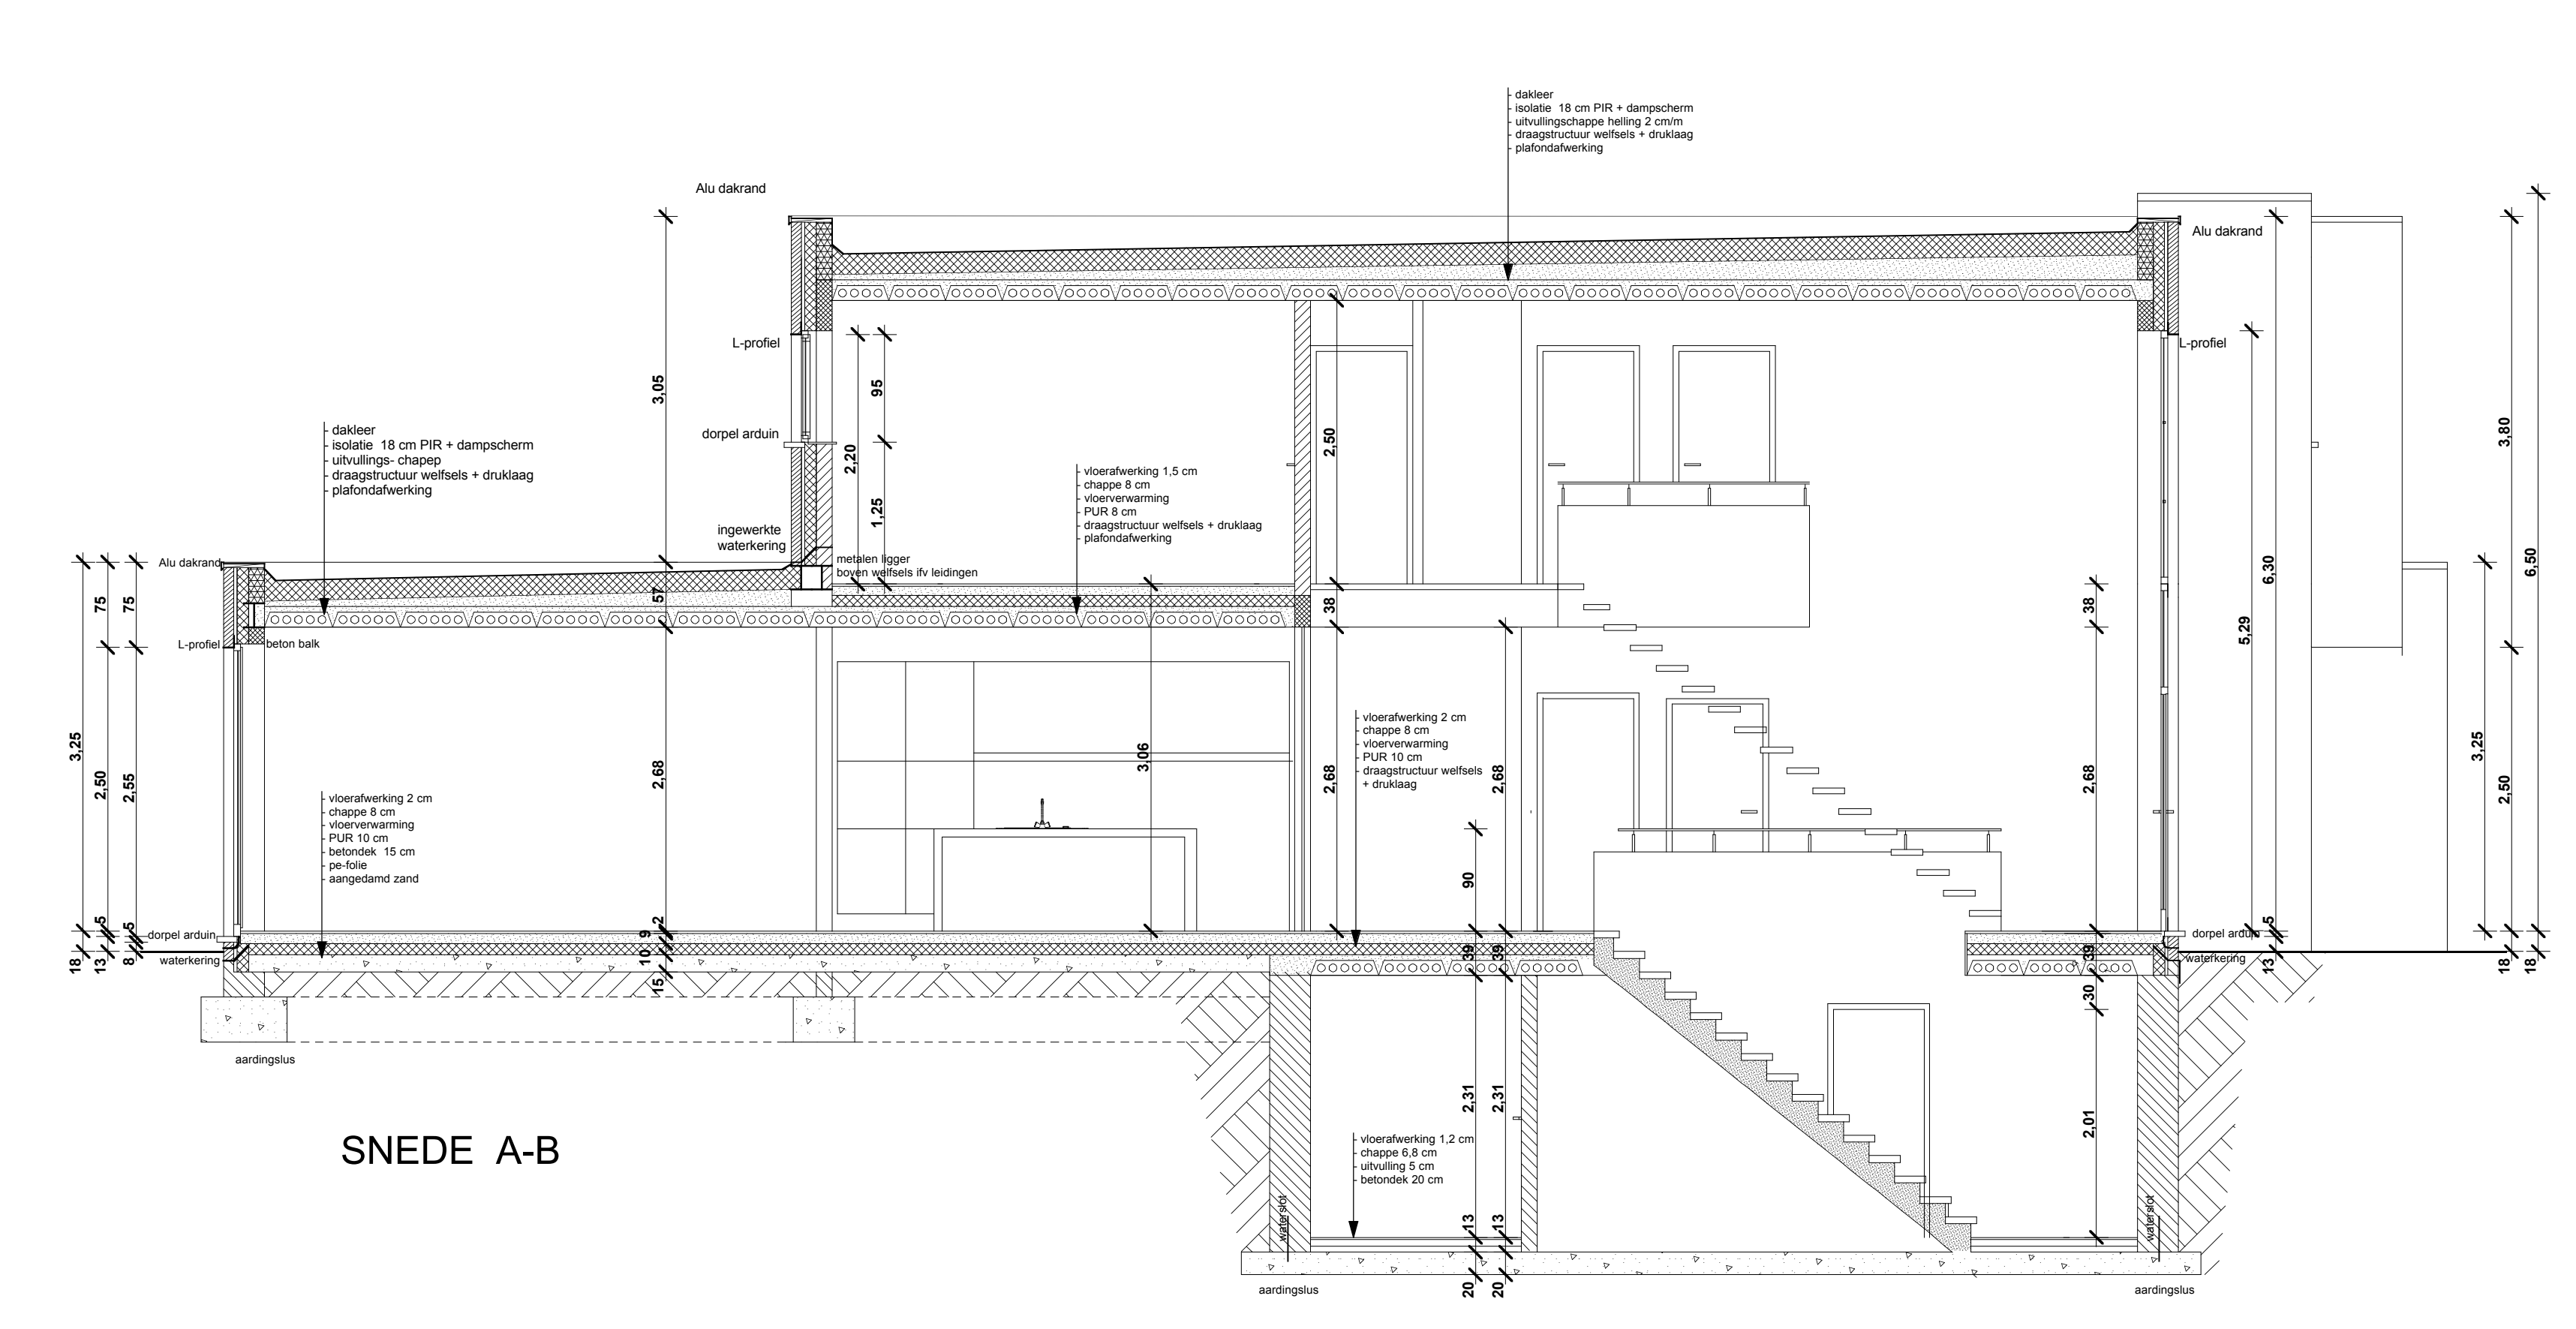 - dakleer
- isolatie 18 cm PIR + dampscherm
- uitvullingschappe helling 2 cm/m
- draagstructuur welfsels + druklaag
- plafondafwerking
Alu dakrand
Alu dakrand
L-profiel
L-profiel
3,05
95
2,20
1,25
2,50
dorpel arduin
- dakleer
- isolatie 18 cm PIR + dampscherm
- uitvullings- chapep
- draagstructuur welfsels + druklaag
- plafondafwerking
- vloerafwerking 1,5 cm
- chappe 8 cm
- vloerverwarming
- PUR 8 cm
- draagstructuur welfsels + druklaag
- plafondafwerking
ingewerkte
waterkering
metalen ligger
boven welfsels ifv leidingen
3,80
6,50
6,30
5,29
Alu dakrand
75
75
57
38
38
L-profiel
beton balk
3,25
2,50
2,55
2,68
3,06
2,68
2,68
2,68
3,25
2,50
- vloerafwerking 2 cm
- chappe 8 cm
- vloerverwarming
- PUR 10 cm
- draagstructuur welfsels
+ druklaag
- vloerafwerking 2 cm
- chappe 8 cm
- vloerverwarming
- PUR 10 cm
- betondek 15 cm
- pe-folie
- aangedamd zand
90
5
5
2
9
10
15
5
dorpel arduin
waterkering
18
13
8
39
39
39
dorpel arduin
waterkering
13
18
18
30
aardingslus
2,31
2,31
2,01
SNEDE A-B
- vloerafwerking 1,2 cm
- chappe 6,8 cm
- uitvulling 5 cm
- betondek 20 cm
waterslot
waterslot
13
13
20
20
aardingslus
aardingslus